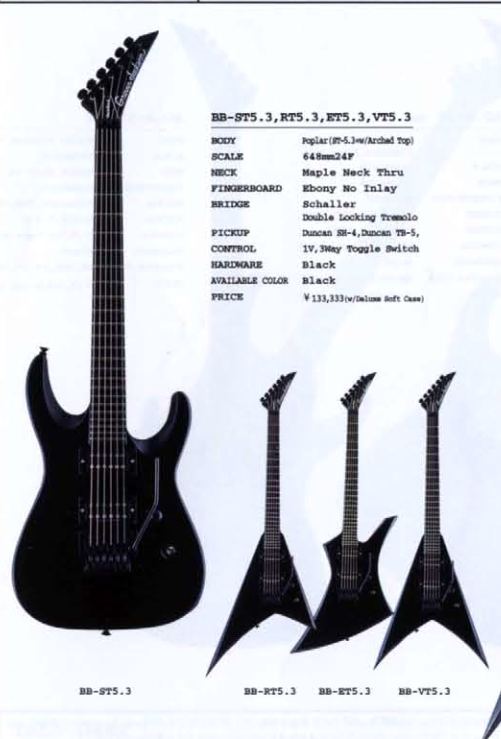 BB-ST5.3,RT5.3,ET5.3,VT5.3
BODY Poplar(ST-5.3=w/Arched Top)
SCALE 648mm24F
NECK Maple Neck Thru
FINGERBOARD Ebony No Inlay
BRIDGE Schaller
Double Locking Tremolo
PICKUP Duncan SH-4,Duncan TB-5,
CONTROL 1V,3Way Toggle Switch
HARDWARE Black
AVAILABLE COLOR Black
PRICE ¥133,333(w/Deluxe Soft Case)
BB-ST5.3
BB-RT5.3 BB-ET5.3 BB-VT5.3